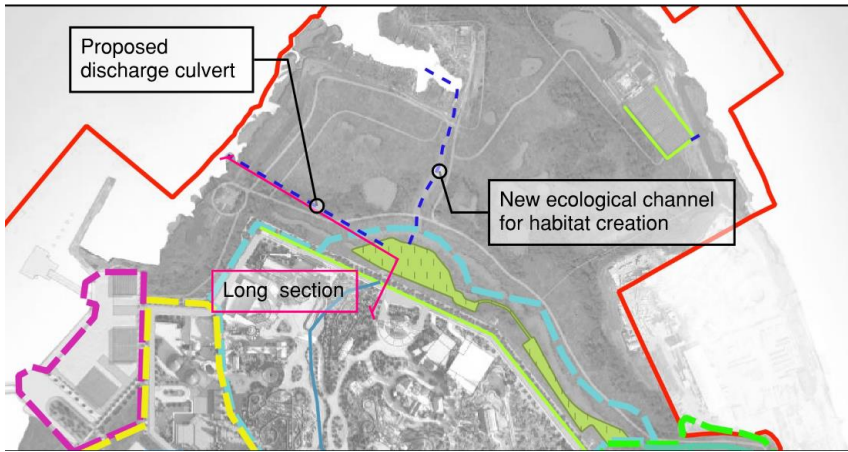 Proposed
discharge culvert
New ecological channel
for habitat creation
Long section